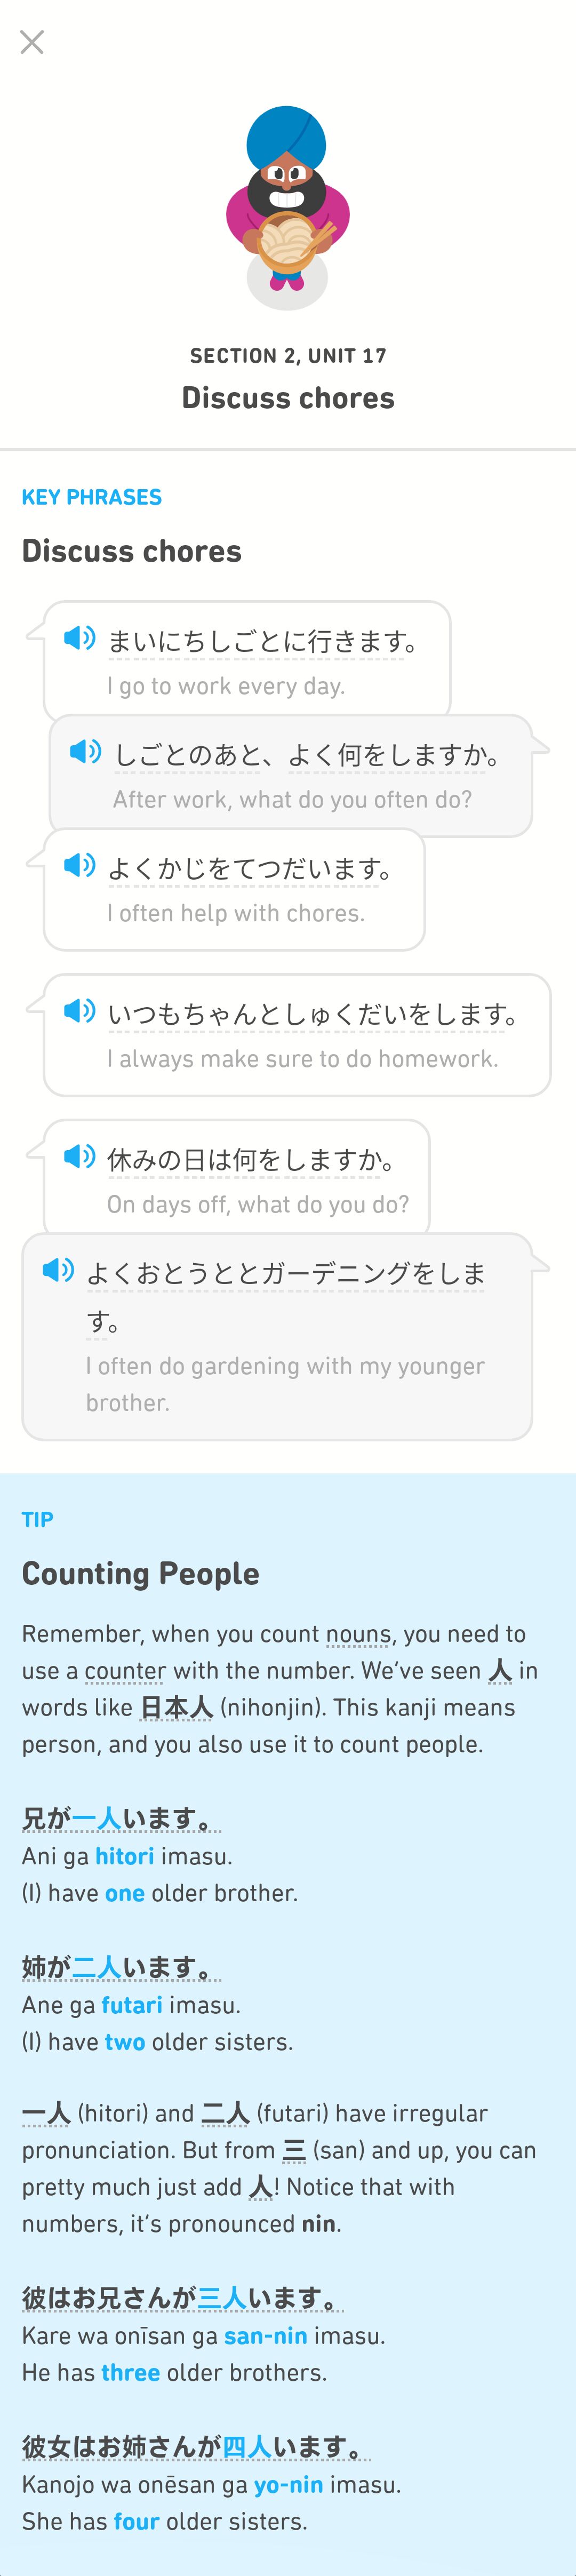 SECTION 2, UNIT 17
Discuss chores
KEY PHRASES
Discuss chores
まいにちしごとに行きます。
I go to work every day.
しごとのあと、よく何をしますか。
After work, what do you often do?
よくかじをてつだいます。
I often help with chores.
いつもちゃんとしゅくだいをします。
I always make sure to do homework.
休みの日は何をしますか。
On days off, what do you do?
よくおとうととガーデニングをしま
す。
I often do gardening with my younger
brother.
TIP
Counting People
Remember, when you count nouns, you need to
use a counter with the number. We’ve seen 人 in
words like 日本人 (nihonjin). This kanji means
person, and you also use it to count people.
兄が一人います。
Ani ga hitori imasu.
(I) have one older brother.
姉が二人います。
Ane ga futari imasu.
(I) have two older sisters.
一人 (hitori) and 二人 (futari) have irregular
pronunciation. But from 三 (san) and up, you can
pretty much just add 人! Notice that with
numbers, it’s pronounced nin.
彼はお兄さんが三人います。
Kare wa onīsan ga san-nin imasu.
He has three older brothers.
彼女はお姉さんが四人います。
Kanojo wa onēsan ga yo-nin imasu.
She has four older sisters.